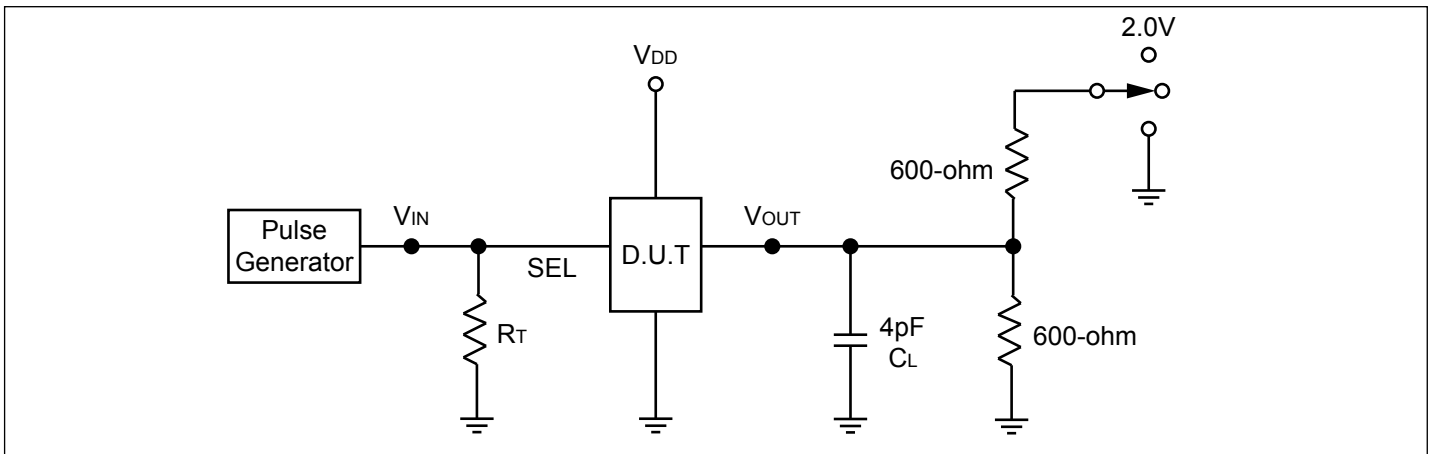 2.0V
VDD
600-ohm
Pulse
Generator
VIN
SEL
D.U.T
VOUT
RT
4pF
CL
600-ohm